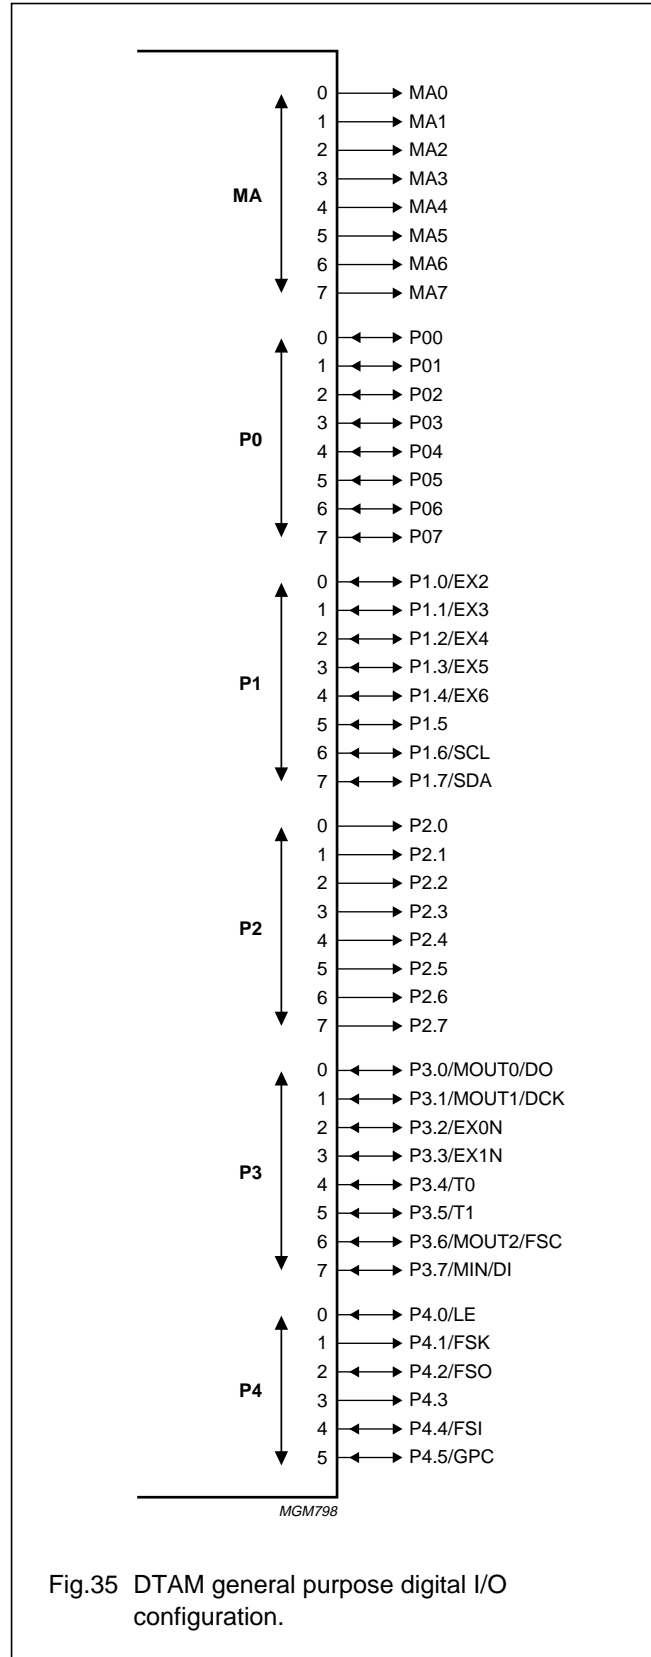 MA
0 MA0
1 MA1
2 MA2
3 MA3
4 MA4
5 MA5
6 MA6
7 MA7
P0
0 P00
1 P01
2 P02
3 P03
4 P04
5 P05
6 P06
7 P07
P1
0 P1.0/EX2
1 P1.1/EX3
2 P1.2/EX4
3 P1.3/EX5
4 P1.4/EX6
5 P1.5
6 P1.6/SCL
7 P1.7/SDA
P2
0 P2.0
1 P2.1
2 P2.2
3 P2.3
4 P2.4
5 P2.5
6 P2.6
7 P2.7
P3
0 P3.0/MOUT0/DO
1 P3.1/MOUT1/DCK
2 P3.2/EX0N
3 P3.3/EX1N
4 P3.4/T0
5 P3.5/T1
6 P3.6/MOUT2/FSC
7 P3.7/MIN/DI
P4
0 P4.0/LE
1 P4.1/FSK
2 P4.2/FSO
3 P4.3
4 P4.4/FSI
5 P4.5/GPC
MGM798
Fig.35 DTAM general purpose digital I/O
configuration.